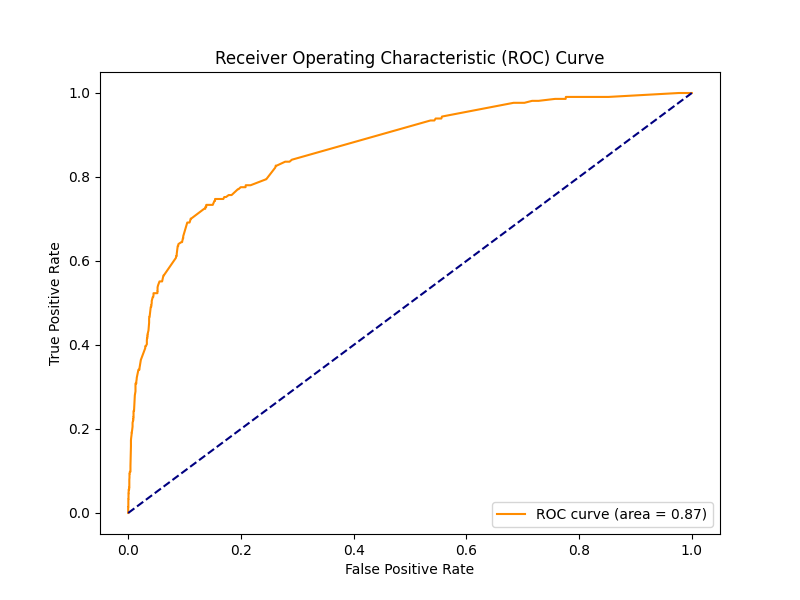 Receiver Operating Characteristic (ROC) Curve
1.0
0.8
0.6
0.4
0.2
0.0
True Positive Rate
ROC curve (area = 0.87)
0.0 0.2 0.4 0.6 0.8 1.0
False Positive Rate